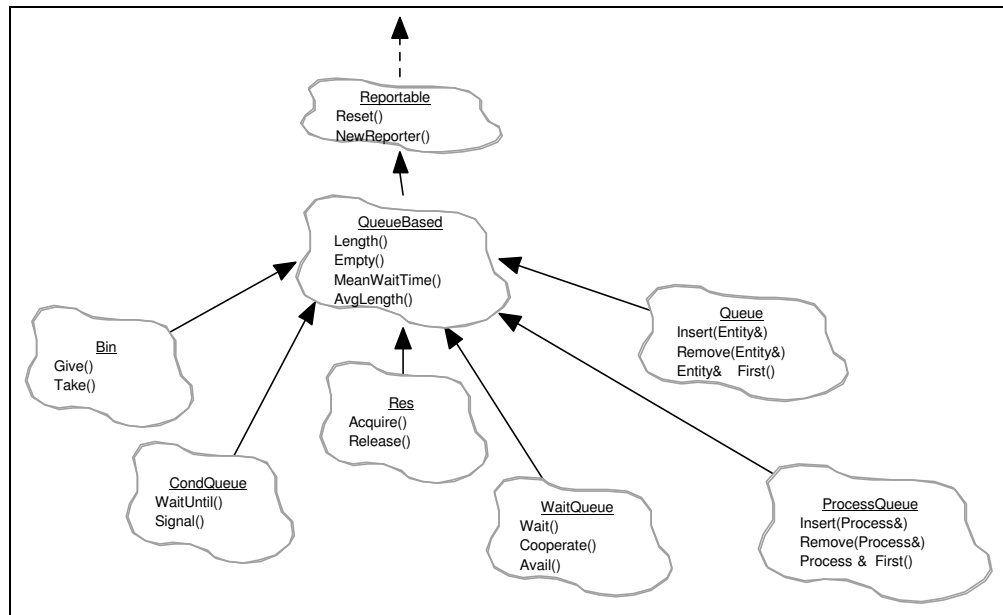 Reportable
Reset()
NewReporter()
QueueBased
Length()
Empty()
MeanWaitTime()
AvgLength()
Queue
Insert(Entity&)
Remove(Entity&)
Entity& First()
Bin
Give()
Take()
Res
Acquire()
Release()
CondQueue
WaitUntil()
Signal()
WaitQueue
Wait()
Cooperate()
Avail()
ProcessQueue
Insert(Process&)
Remove(Process&)
Process & First()